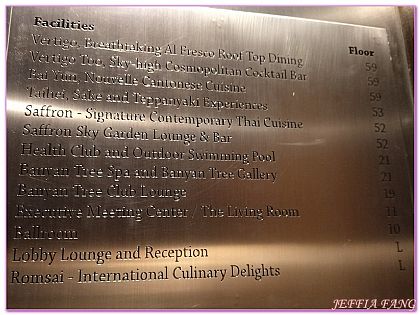 Facilities Floor
Vertigo, Breathtaking Al Fresco Roof Top Dining 59
Vertigo Too, Sky-high Cosmopolitan Cocktail Bar 59
Bai Yun, Nouvelle Cantonese Cuisine 59
Taihei, Sake and Teppanyaki Experiences 53
Saffron - Signature Contemporary Thai Cuisine 52
Saffron Sky Garden Lounge & Bar 52
Health Club and Outdoor Swimming Pool 21
Banyan Tree Spa and Banyan Tree Gallery 21
Banyan Tree Club Lounge 19
Executive Meeting Center / The Living Room 11
Ballroom 10
Lobby Lounge and Reception L
Romsai - International Culinary Delights L
JEFFIA FANG